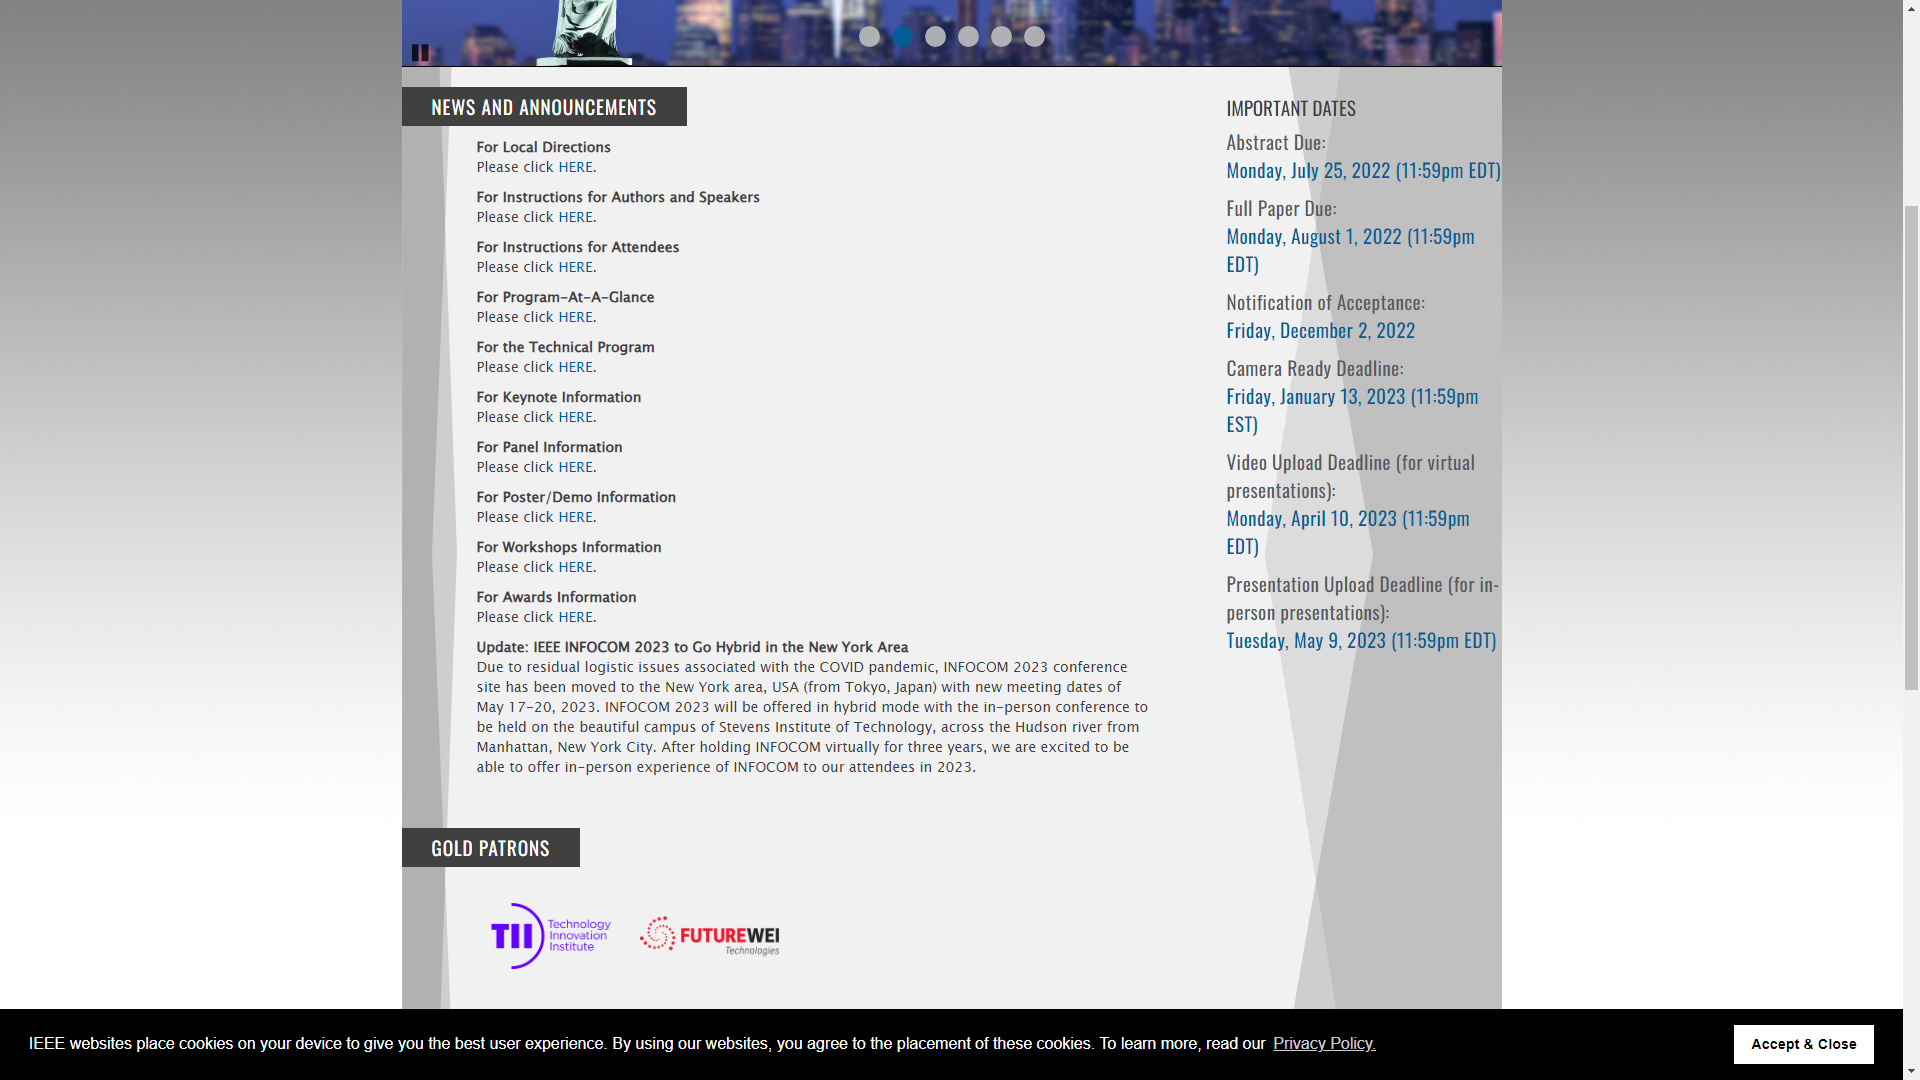 NEWS AND ANNOUNCEMENTS
For Local Directions
Please click HERE.
For Instructions for Authors and Speakers
Please click HERE.
For Instructions for Attendees
Please click HERE.
For Program-At-A-Glance
Please click HERE.
For the Technical Program
Please click HERE.
For Keynote Information
Please click HERE.
For Panel Information
Please click HERE.
For Poster/Demo Information
Please click HERE.
For Workshops Information
Please click HERE.
For Awards Information
Please click HERE.
Update: IEEE INFOCOM 2023 to Go Hybrid in the New York Area
Due to residual logistic issues associated with the COVID pandemic, INFOCOM 2023 conference
site has been moved to the New York area, USA (from Tokyo, Japan) with new meeting dates of
May 17-20, 2023. INFOCOM 2023 will be offered in hybrid mode with the in-person conference to
be held on the beautiful campus of Stevens Institute of Technology, across the Hudson river from
Manhattan, New York City. After holding INFOCOM virtually for three years, we are excited to be
able to offer in-person experience of INFOCOM to our attendees in 2023.
IMPORTANT DATES
Abstract Due:
Monday, July 25, 2022 (11:59pm EDT)
Full Paper Due:
Monday, August 1, 2022 (11:59pm
EDT)
Notification of Acceptance:
Friday, December 2, 2022
Camera Ready Deadline:
Friday, January 13, 2023 (11:59pm
EST)
Video Upload Deadline (for virtual
presentations):
Monday, April 10, 2023 (11:59pm
EDT)
Presentation Upload Deadline (for in-
person presentations):
Tuesday, May 9, 2023 (11:59pm EDT)
GOLD PATRONS
TII
Technology
Innovation
Institute
FUTUREWEI
Technologies
IEEE websites place cookies on your device to give you the best user experience. By using our websites, you agree to the placement of these cookies. To learn more, read our Privacy Policy.
Accept & Close